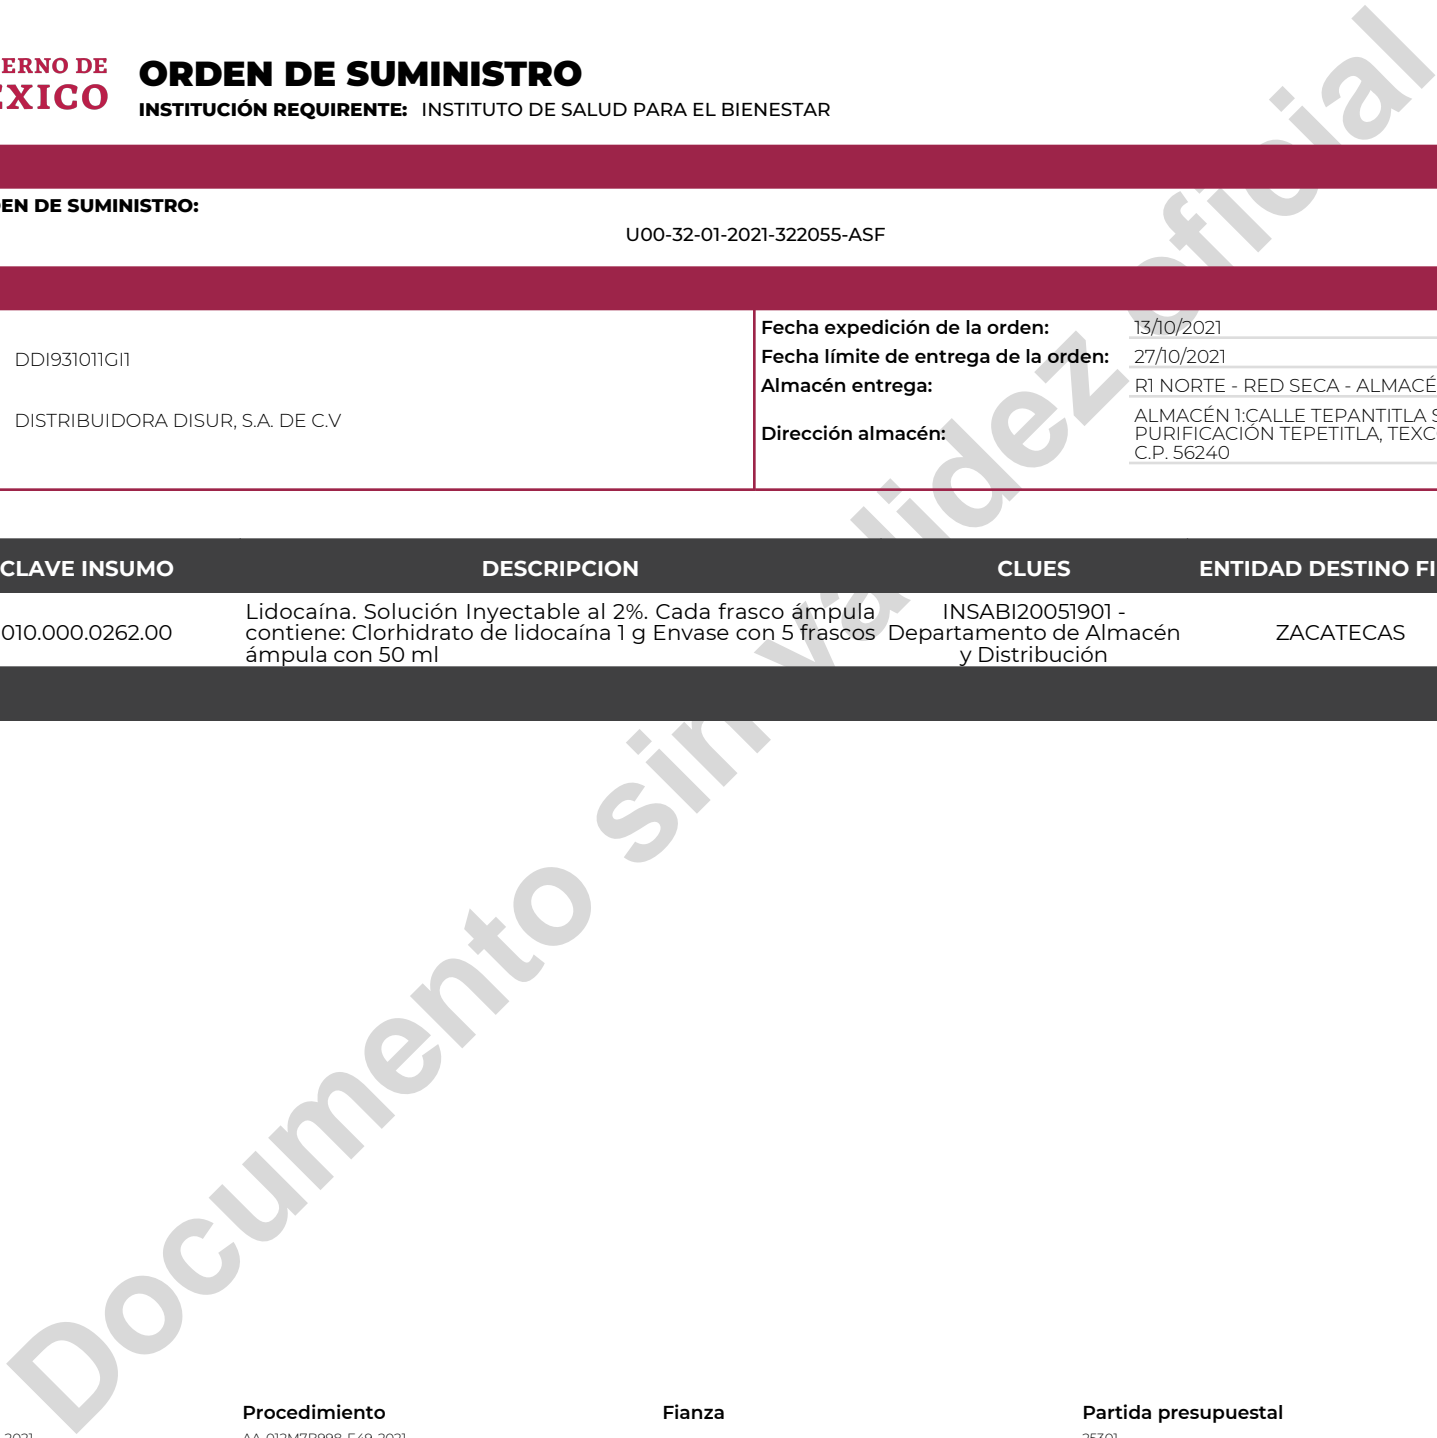 ERNO DE
EXICO
ORDEN DE SUMINISTRO
INSTITUCIÓN REQUIRENTE: INSTITUTO DE SALUD PARA EL BIENESTAR
EN DE SUMINISTRO:
U00-32-01-2021-322055-ASF
DDI931011GI1
DISTRIBUIDORA DISUR, S.A. DE C.V
Fecha expedición de la orden: 13/10/2021
Fecha límite de entrega de la orden: 27/10/2021
Almacén entrega: R1 NORTE - RED SECA - ALMACÉ
Dirección almacén:
ALMACÉN 1:CALLE TEPANTITLA S
PURIFICACIÓN TEPETITLA, TEXC
C.P. 56240
CLAVE INSUMO DESCRIPCION CLUES ENTIDAD DESTINO FI
010.000.0262.00
Lidocaína. Solución Inyectable al 2%. Cada frasco ámpula
contiene: Clorhidrato de lidocaína 1 g Envase con 5 frascos
ámpula con 50 ml
INSABI20051901 -
Departamento de Almacén
y Distribución
ZACATECAS
Documento sin validez oficial
Procedimiento Fianza Partida presupuestal